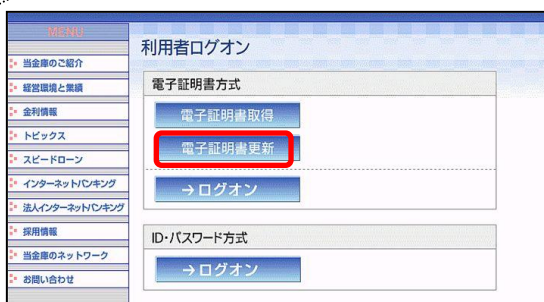 MENU
当金庫のご紹介
経営環境と業績
金利情報
トピックス
スピードローン
インターネットバンキング
法人インターネットバンキング
採用情報
当金庫のネットワーク
お問い合わせ
利用者ログオン
電子証明書方式
電子証明書取得
電子証明書更新
→ログオン
ID・パスワード方式
→ログオン